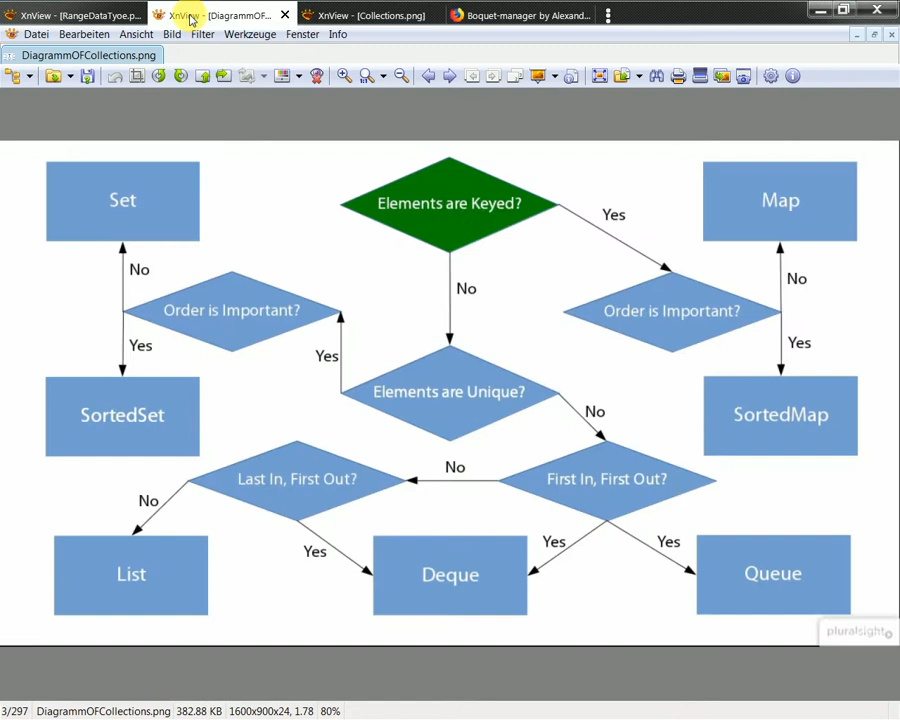 XnView - [RangeDataTyoe.p...
XnView - [DiagrammOF...
XnView - [Collections.png]
Boquet-manager by Alexand...
Datei Bearbeiten Ansicht Bild Filter Werkzeuge Fenster Info
DiagrammOFCollections.png
Set
Elements are Keyed?
Map
Yes
No
No
No
Order is Important?
Order is Important?
Yes
Yes
Yes
Elements are Unique?
SortedSet
No
SortedMap
Last In, First Out?
No
First In, First Out?
No
Yes
Yes
Yes
List
Deque
Queue
pluralsight
3/297 DiagrammOFCollections.png 382.88 KB 1600x900x24, 1.78 80%